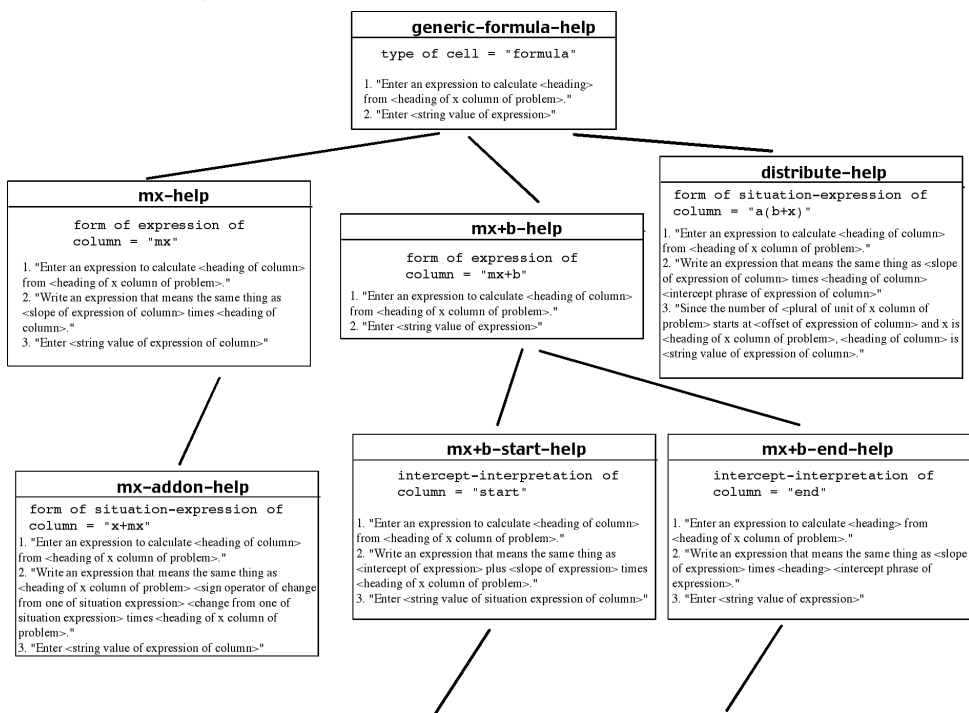 generic-formula-help
type of cell = "formula"
1. "Enter an expression to calculate <heading>
from <heading of x column of problem>."
2. "Enter <string value of expression>"
mx-help
form of expression of
column = "mx"
1. "Enter an expression to calculate <heading of column>
from <heading of x column of problem>."
2. "Write an expression that means the same thing as
<slope of expression of column> times <heading of
column>."
3. "Enter <string value of expression of column>"
mx+b-help
form of expression of
column = "mx+b"
1. "Enter an expression to calculate <heading of column>
from <heading of x column of problem>."
2. "Enter <string value of expression>"
distribute-help
form of situation-expression of
column = "a(b+x)"
1. "Enter an expression to calculate <heading of column>
from <heading of x column of problem>."
2. "Write an expression that means the same as <slope
of expression of column> times <heading of column>
<intercept phrase of expression of column>"
3. "Since the number of <plural of unit of x column of
problem> starts at <offset of expression of column> and x is
<heading of x column of problem>, <heading of column> is
<string value of expression of column>."
mx-addon-help
form of situation-expression of
column = "x+mx"
1. "Enter an expression to calculate <heading of column>
from <heading of x column of problem>."
2. "Write an expression that means the same thing as
<heading of x column of problem> <sign operator of change
from one of situation expression> <change from one of
situation expression> times <heading of x column of
problem>."
3. "Enter <string value of expression of column>"
mx+b-start-help
intercept-interpretation of
column = "start"
1. "Enter an expression to calculate <heading of column>
from <heading of x column of problem>."
2. "Write an expression that means the same thing as
<intercept of expression> plus <slope of expression> times
<heading of x column of problem>."
3. "Enter <string value of situation expression of column>"
mx+b-end-help
intercept-interpretation of
column = "end"
1. "Enter an expression to calculate <heading> from
<heading of x column of problem>."
2. "Write an expression that means the same thing as <slope
of expression> times <heading> <intercept phrase of
expression>."
3. "Enter <string value of expression>"